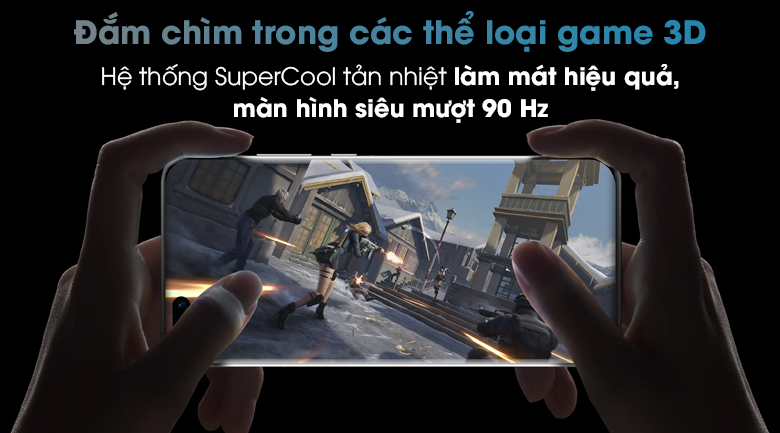 Đắm chìm trong các thể loại game 3D
Hệ thống SuperCool tản nhiệt làm mát hiệu quả,
màn hình siêu mượt 90 Hz